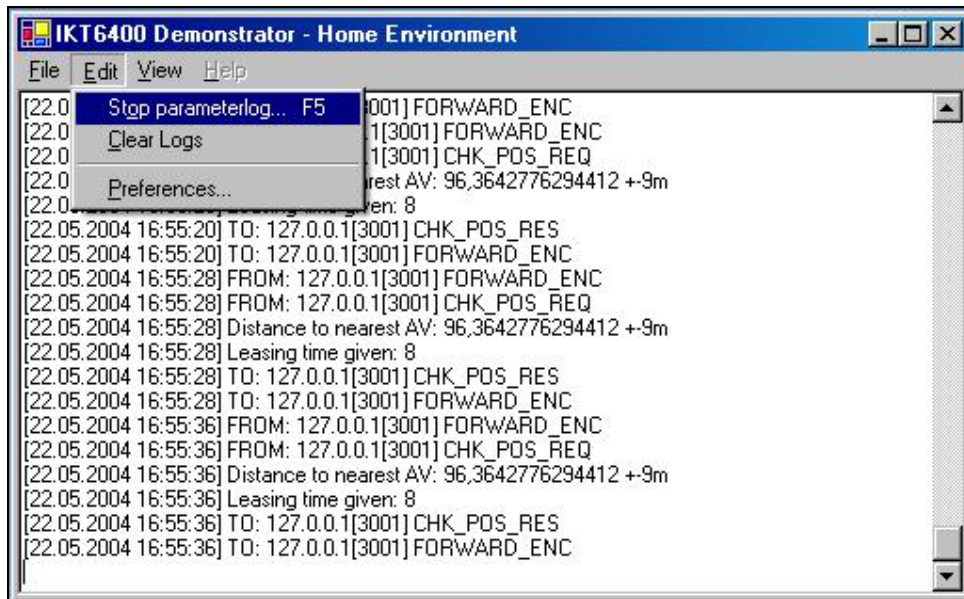 IKT6400 Demonstrator - Home Environment
File Edit View Help
[22.0 Stop parameterlog... F5 001] FORWARD_ENC
[22.0 .1[3001] FORWARD_ENC
[22.0 Clear Logs .1[3001] CHK_POS_REQ
[22.0 arest AV: 96,3642776294412 +-9m
[22.0 Preferences... ven: 8
[22.05.2004 16:55:20] TO: 127.0.0.1[3001] CHK_POS_RES
[22.05.2004 16:55:20] TO: 127.0.0.1[3001] FORWARD_ENC
[22.05.2004 16:55:28] FROM: 127.0.0.1[3001] FORWARD_ENC
[22.05.2004 16:55:28] FROM: 127.0.0.1[3001] CHK_POS_REQ
[22.05.2004 16:55:28] Distance to nearest AV: 96,3642776294412 +-9m
[22.05.2004 16:55:28] Leasing time given: 8
[22.05.2004 16:55:28] TO: 127.0.0.1[3001] CHK_POS_RES
[22.05.2004 16:55:28] TO: 127.0.0.1[3001] FORWARD_ENC
[22.05.2004 16:55:36] FROM: 127.0.0.1[3001] FORWARD_ENC
[22.05.2004 16:55:36] FROM: 127.0.0.1[3001] CHK_POS_REQ
[22.05.2004 16:55:36] Distance to nearest AV: 96,3642776294412 +-9m
[22.05.2004 16:55:36] Leasing time given: 8
[22.05.2004 16:55:36] TO: 127.0.0.1[3001] CHK_POS_RES
[22.05.2004 16:55:36] TO: 127.0.0.1[3001] FORWARD_ENC